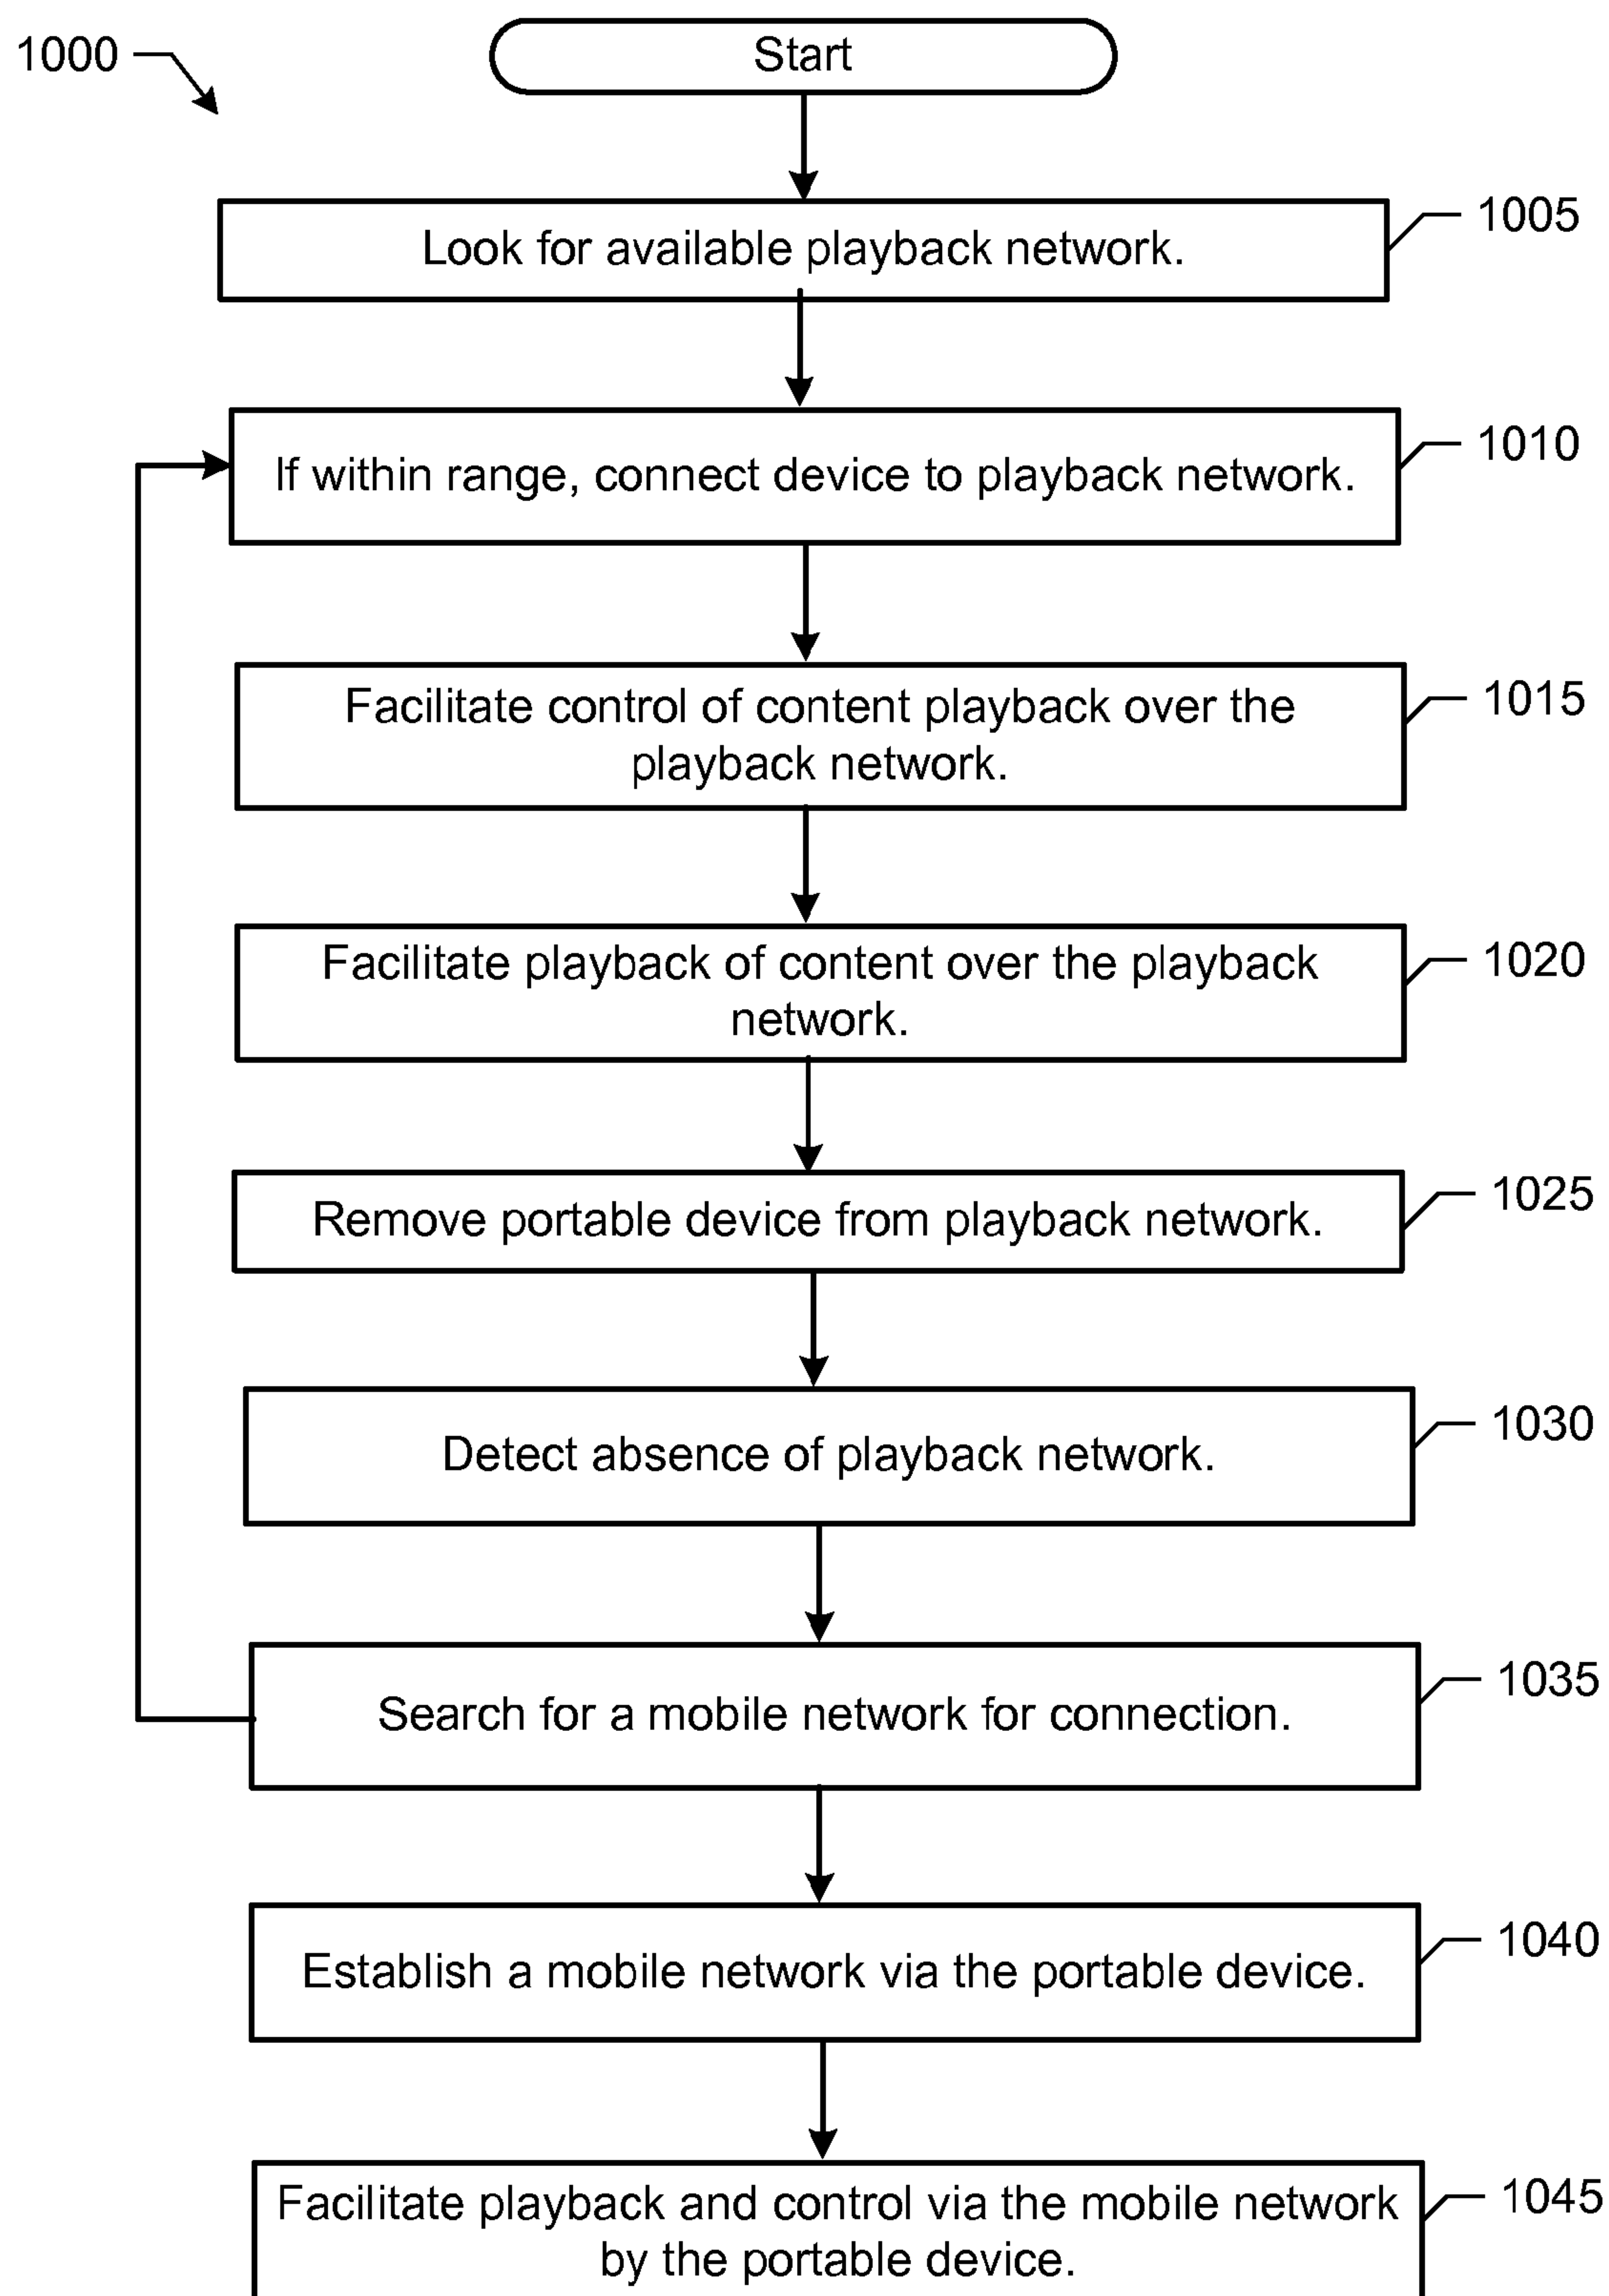 1000
Start
Look for available playback network.
1005
If within range, connect device to playback network.
1010
Facilitate control of content playback over the
playback network.
1015
Facilitate playback of content over the playback
network.
1020
Remove portable device from playback network.
1025
Detect absence of playback network.
1030
Search for a mobile network for connection.
1035
Establish a mobile network via the portable device.
1040
Facilitate playback and control via the mobile network
by the portable device.
1045